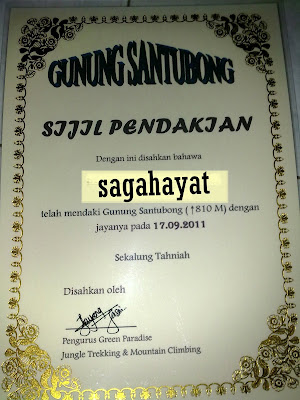 GUNUNG SANTUBONG
SIJIL PENDAKIAN
Dengan ini disahkan bahawa
sagahayat
telah mendaki Gunung Santubong (↑810 M) dengan
jayanya pada 17.09.2011
Sekalung Tahniah
Disahkan oleh
Pengurus Green Paradise
Jungle Trekking & Mountain Climbing